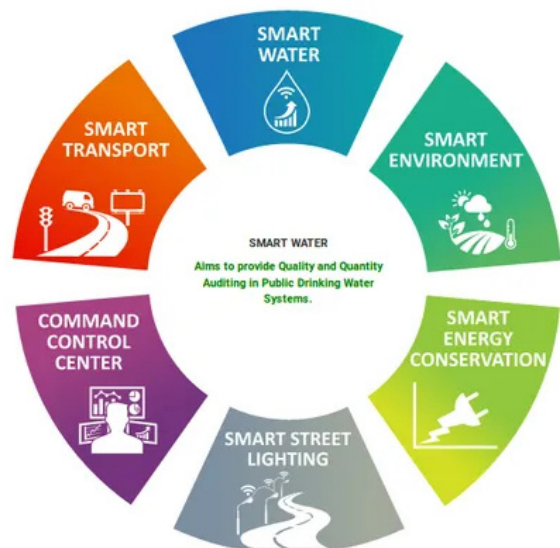 SMART
WATER
SMART
ENVIRONMENT
SMART
ENERGY
CONSERVATION
SMART STREET
LIGHTING
COMMAND
CONTROL
CENTER
SMART
TRANSPORT
SMART WATER
Aims to provide Quality and Quantity
Auditing in Public Drinking Water
Systems.